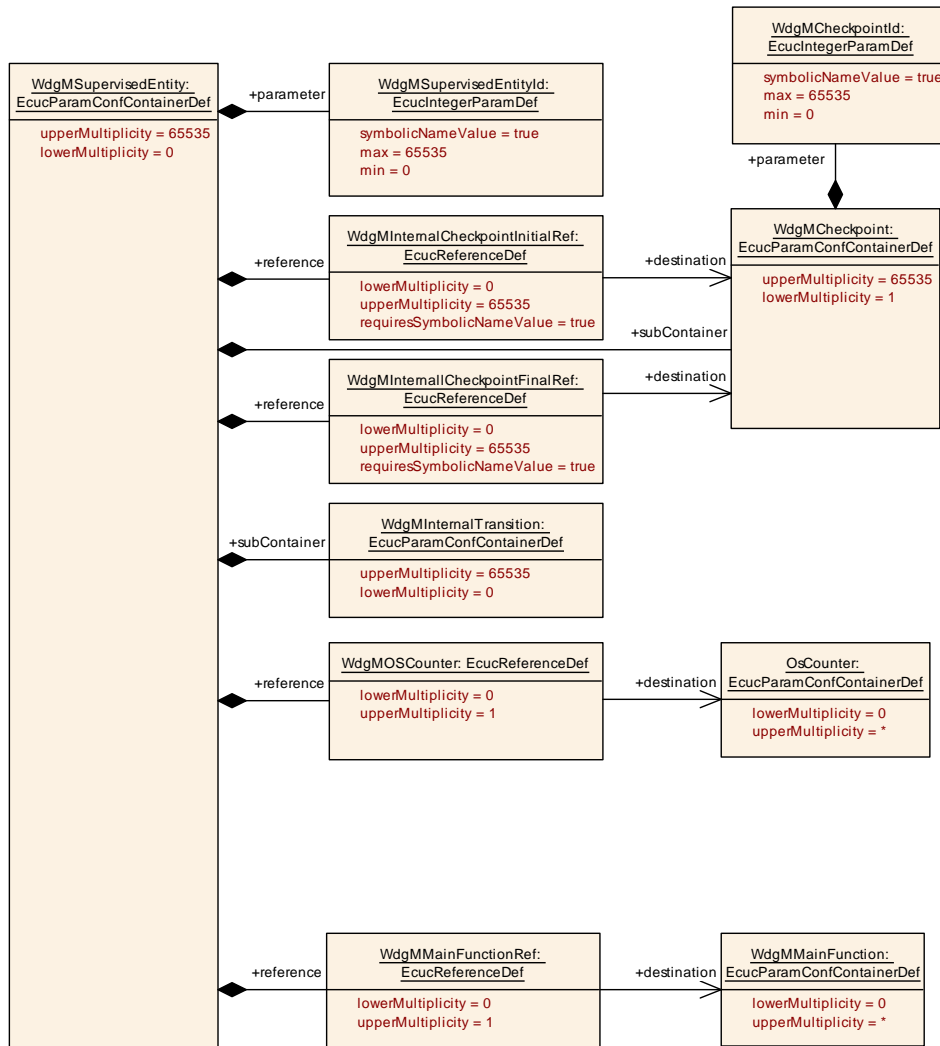 WdgMCheckpointId:
EcucIntegerParamDef
symbolicNameValue = true
max = 65535
min = 0
WdgMSupervisedEntity:
EcucParamConfContainerDef
upperMultiplicity = 65535
lowerMultiplicity = 0
+parameter
WdgMSupervisedEntityId:
EcucIntegerParamDef
symbolicNameValue = true
max = 65535
min = 0
+parameter
WdgMCheckpoint:
EcucParamConfContainerDef
upperMultiplicity = 65535
lowerMultiplicity = 1
+reference
WdgMInternalCheckpointInitialRef:
EcucReferenceDef
lowerMultiplicity = 0
upperMultiplicity = 65535
requiresSymbolicNameValue = true
+destination
+subContainer
+reference
WdgMInternallCheckpointFinalRef:
EcucReferenceDef
lowerMultiplicity = 0
upperMultiplicity = 65535
requiresSymbolicNameValue = true
+destination
+subContainer
WdgMInternalTransition:
EcucParamConfContainerDef
upperMultiplicity = 65535
lowerMultiplicity = 0
+reference
WdgMOSCounter: EcucReferenceDef
lowerMultiplicity = 0
upperMultiplicity = 1
+destination
OsCounter:
EcucParamConfContainerDef
lowerMultiplicity = 0
upperMultiplicity = *
+reference
WdgMMainFunctionRef:
EcucReferenceDef
lowerMultiplicity = 0
upperMultiplicity = 1
+destination
WdgMMainFunction:
EcucParamConfContainerDef
lowerMultiplicity = 0
upperMultiplicity = *